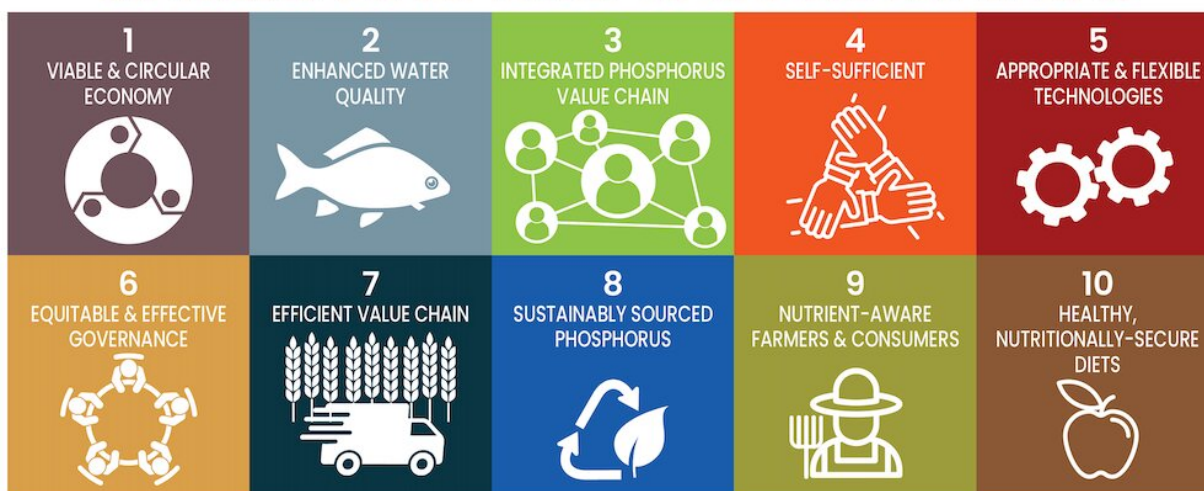 1
VIABLE & CIRCULAR
ECONOMY
2
ENHANCED WATER
QUALITY
3
INTEGRATED PHOSPHORUS
VALUE CHAIN
4
SELF-SUFFICIENT
5
APPROPRIATE & FLEXIBLE
TECHNOLOGIES
6
EQUITABLE & EFFECTIVE
GOVERNANCE
7
EFFICIENT VALUE CHAIN
8
SUSTAINABLY SOURCED
PHOSPHORUS
9
NUTRIENT-AWARE
FARMERS & CONSUMERS
10
HEALTHY,
NUTRITIONALLY-SECURE
DIETS